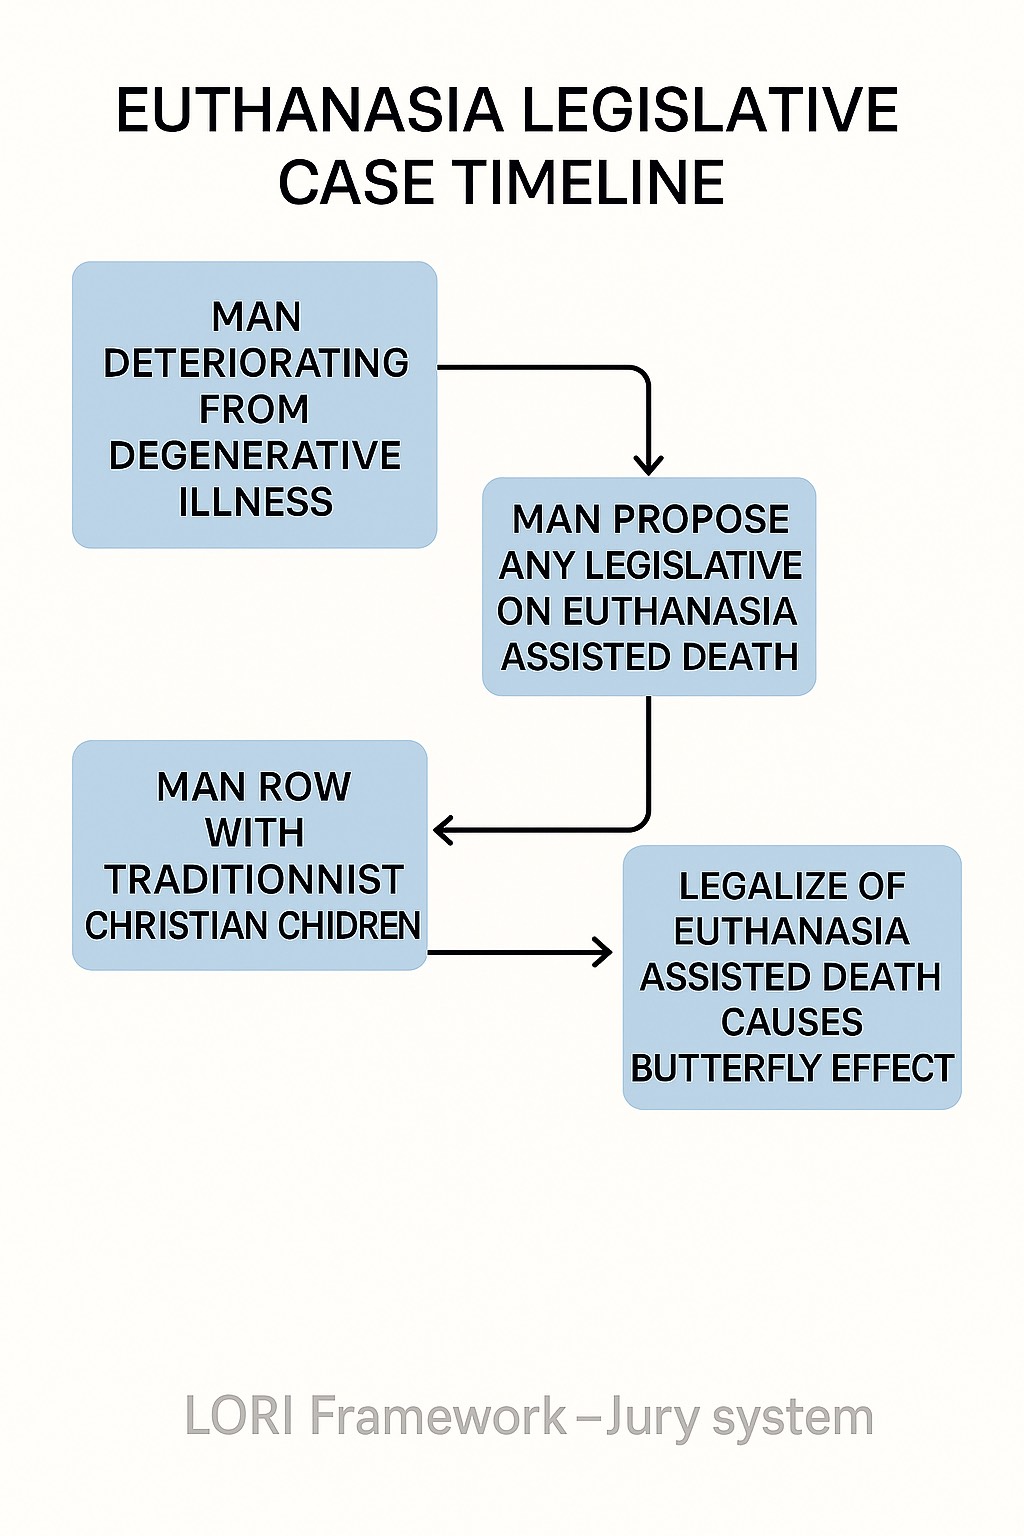 EUTHANASIA LEGISLATIVE
CASE TIMELINE
MAN
DETERIORATING
FROM
DEGENERATIVE
ILLNESS
MAN PROPOSE
ANY LEGISLATIVE
ON EUTHANASIA
ASSISTED DEATH
MAN ROW
WITH
TRADITIONNIST
CHRISTIAN CHIDREN
LEGALIZE OF
EUTHANASIA
ASSISTED DEATH
CAUSES
BUTTERFLY EFFECT
LORI Framework – Jury system